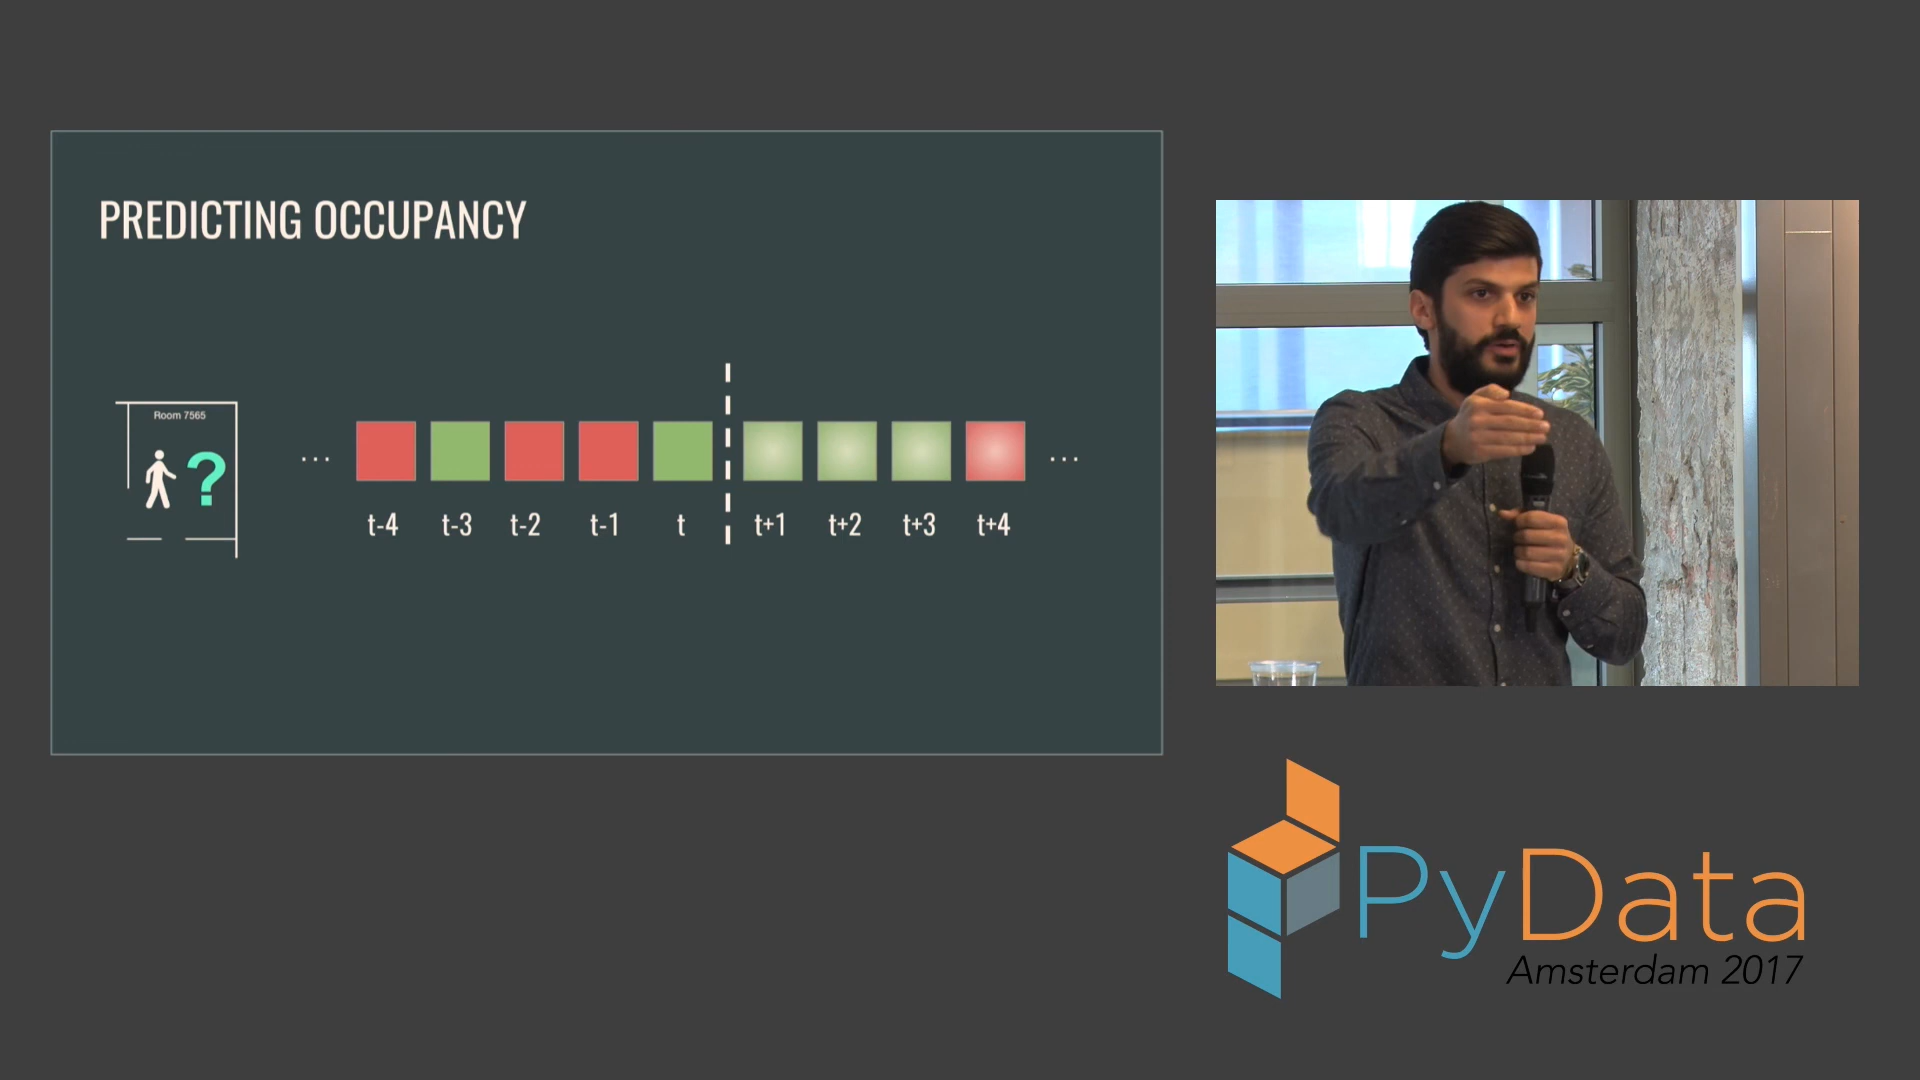 PREDICTING OCCUPANCY
Room 7565
?
... ...
t-4 t-3 t-2 t-1 t t+1 t+2 t+3 t+4
PyData
Amsterdam 2017